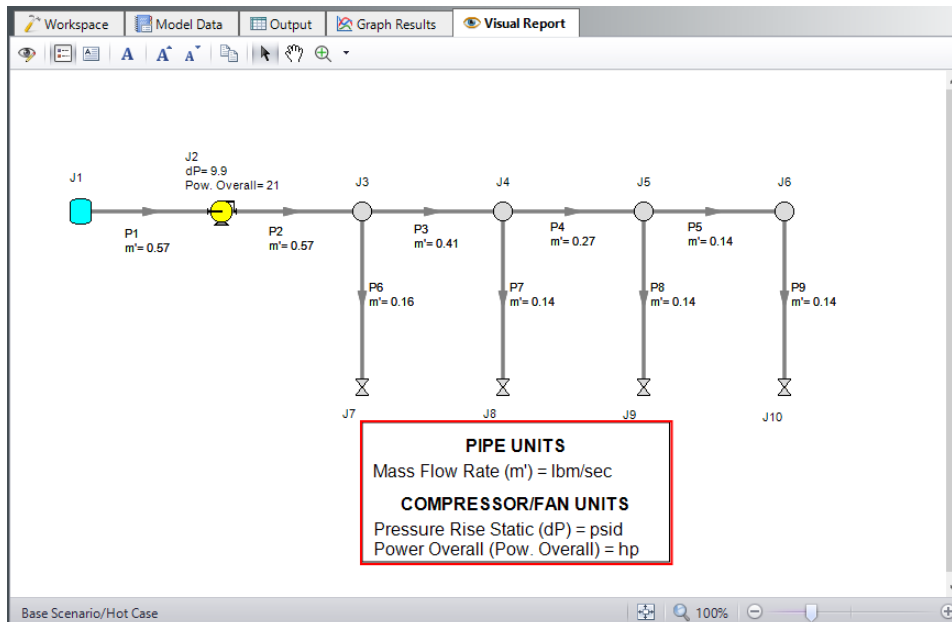 Workspace Model Data Output Graph Results Visual Report
A A A
J2
dP= 9.9
Pow. Overall= 21
J1 J3 J4 J5 J6
P1
m'= 0.57
P2
m'= 0.57
P3
m'= 0.41
P4
m'= 0.27
P5
m'= 0.14
P6
m'= 0.16
P7
m'= 0.14
P8
m'= 0.14
P9
m'= 0.14
J7 J8 J9 J10
PIPE UNITS
Mass Flow Rate (m') = lbm/sec
COMPRESSOR/FAN UNITS
Pressure Rise Static (dP) = psid
Power Overall (Pow. Overall) = hp
Base Scenario/Hot Case 100%